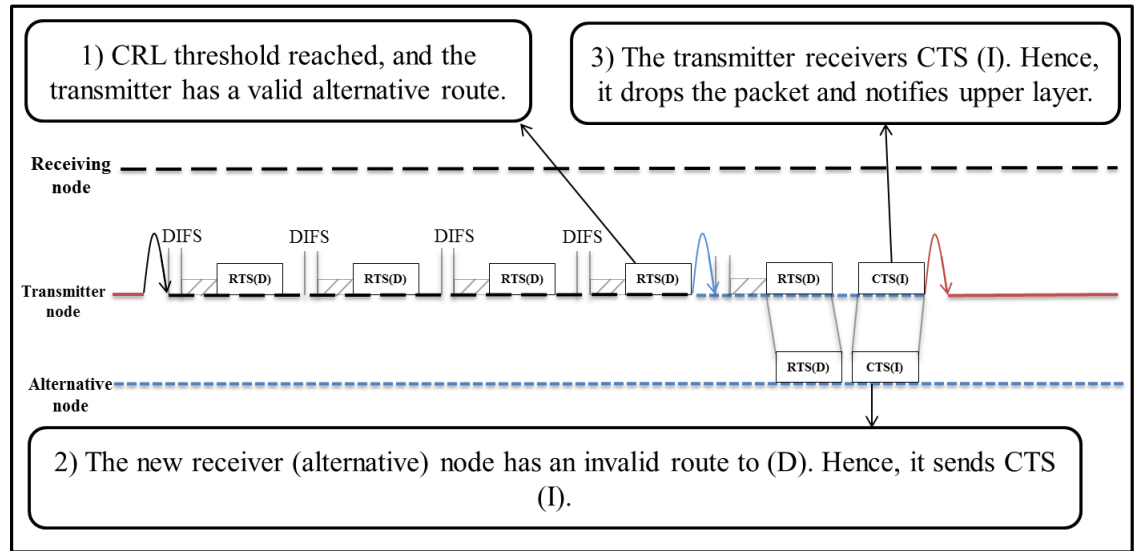 1) CRL threshold reached, and the
transmitter has a valid alternative route.
3) The transmitter receivers CTS (I). Hence,
it drops the packet and notifies upper layer.
Receiving
node
DIFS
DIFS
DIFS
DIFS
RTS(D)
RTS(D)
RTS(D)
RTS(D)
RTS(D)
CTS(I)
Transmitter
node
RTS(D)
CTS(I)
Alternative
node
2) The new receiver (alternative) node has an invalid route to (D). Hence, it sends CTS
(I).